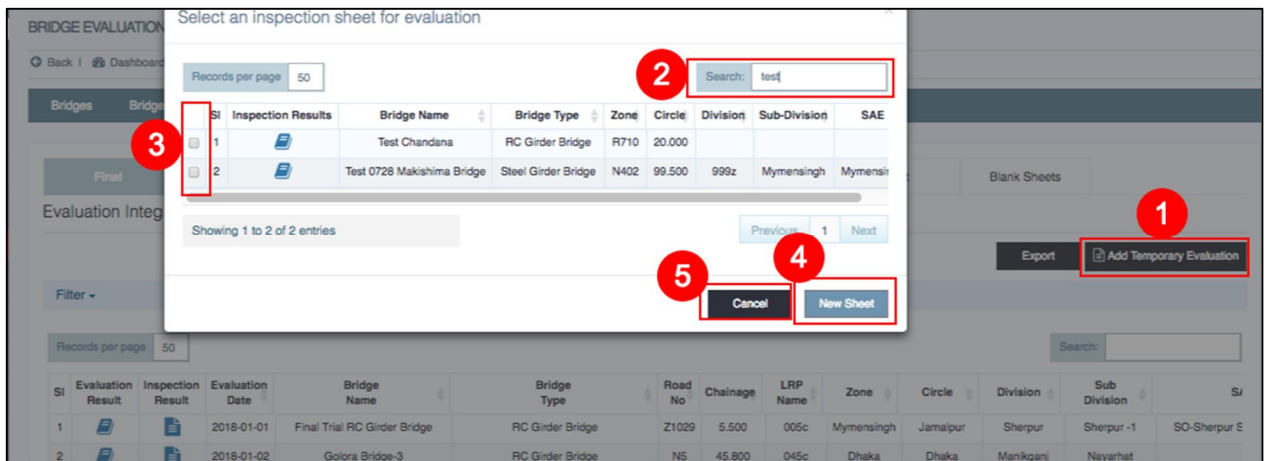 BRIDGE EVALUATION
Select an inspection sheet for evaluation
Back | Dashboard
Records per page 50
2
Search: test
Bridges Bridge
3
Sl Inspection Results Bridge Name Bridge Type Zone Circle Division Sub-Division SAE
1 Test Chandana RC Girder Bridge R710 20.000
2 Test 0728 Makishima Bridge Steel Girder Bridge N402 99.500 999z Mymensingh Mymensin
Final
Blank Sheets
Evaluation Integ
Showing 1 to 2 of 2 entries
Previous 1 Next
1
4
5
Export Add Temporary Evaluation
Cancel New Sheet
Filter
Records per page 50
Search:
Sl Evaluation Result Inspection Result Evaluation Date Bridge Name Bridge Type Road No Chainage LRP Name Zone Circle Division Sub Division SA
1 2018-01-01 Final Trial RC Girder Bridge RC Girder Bridge Z1029 5.500 005c Mymensingh Jamalpur Sherpur Sherpur -1 SO-Sherpur S
2 2018-01-02 Golora Bridge-3 RC Girder Bridge N5 45.800 045c Dhaka Dhaka Manikganj Nayarhat